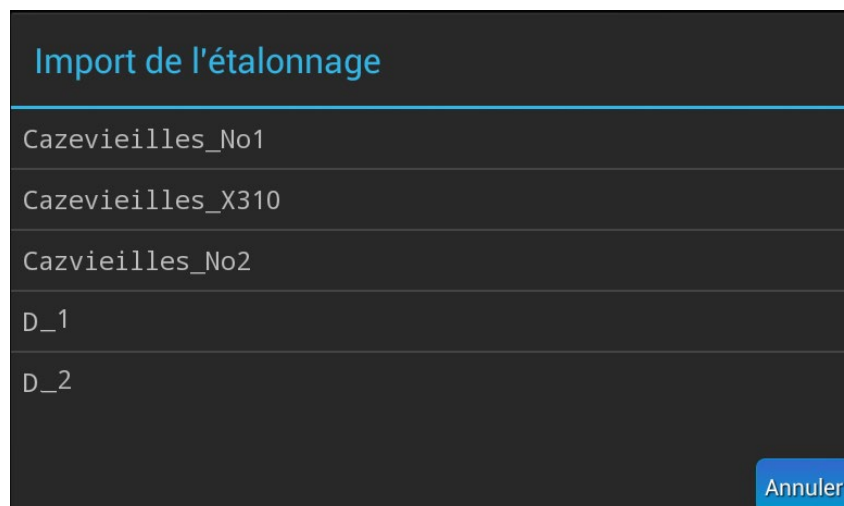 Import de l'étalonnage
Cazevieilles_No1
Cazevieilles_X310
Cazvieilles_No2
D_1
D_2
Annuler